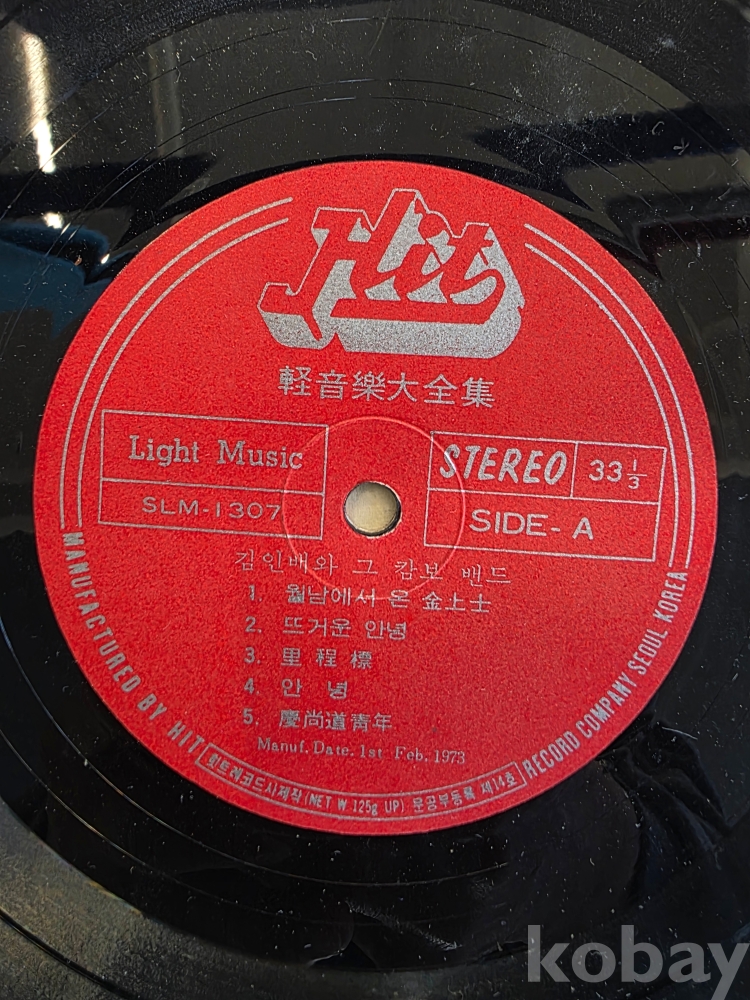 Hit
軽音樂大全集
Light Music
SLM-1307
STEREO
33 1/3
SIDE-A
김인배와 그 캄보 밴드
1. 월남에서 온 金上士
2. 뜨거운 안녕
3. 里程標
4. 안녕
5. 慶尚道青年
Manuf. Date. 1st Feb. 1973
MANUFACTURED BY HIT RECORD COMPANY SEOUL KOREA
힛트레코드사제작(NET W. 125g UP) 문공부등록 제14호
kobay